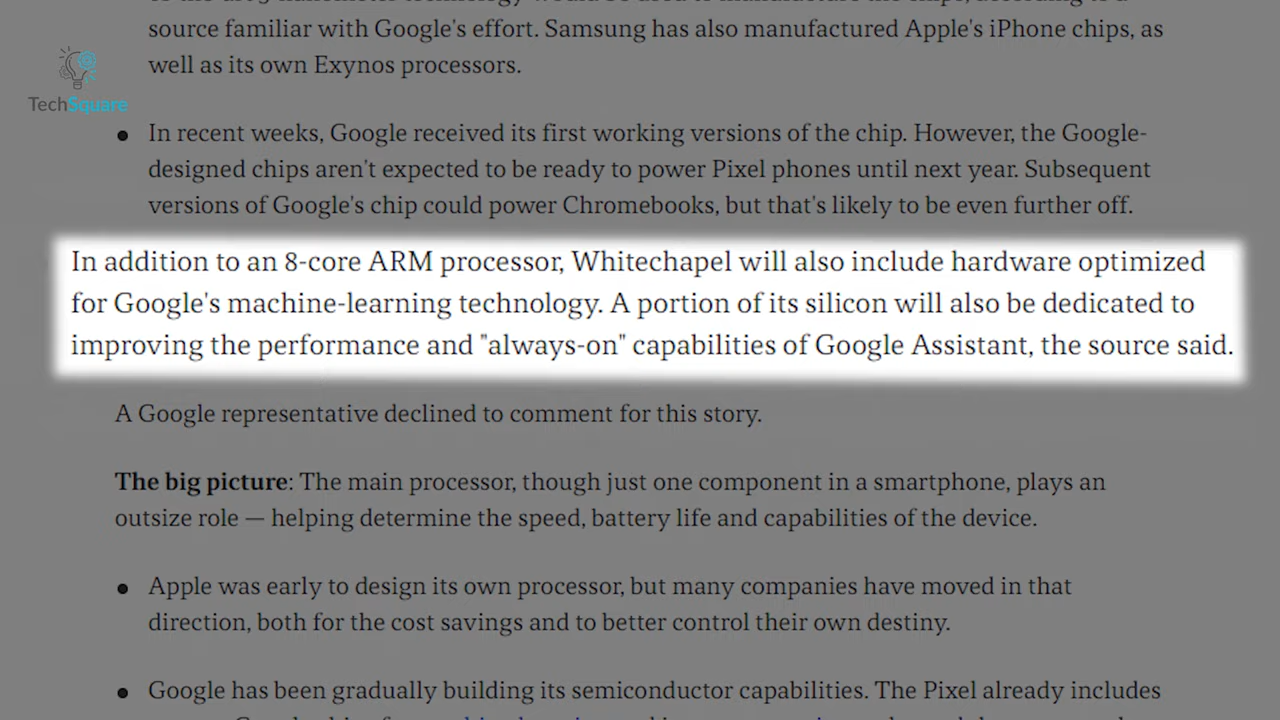 source familiar with Google's effort. Samsung has also manufactured Apple's iPhone chips, as
well as its own Exynos processors.
TechSquare
• In recent weeks, Google received its first working versions of the chip. However, the Google-
designed chips aren't expected to be ready to power Pixel phones until next year. Subsequent
versions of Google's chip could power Chromebooks, but that's likely to be even further off.
In addition to an 8-core ARM processor, Whitechapel will also include hardware optimized
for Google's machine-learning technology. A portion of its silicon will also be dedicated to
improving the performance and "always-on" capabilities of Google Assistant, the source said.
A Google representative declined to comment for this story.
The big picture: The main processor, though just one component in a smartphone, plays an
outsize role — helping determine the speed, battery life and capabilities of the device.
• Apple was early to design its own processor, but many companies have moved in that
direction, both for the cost savings and to better control their own destiny.
• Google has been gradually building its semiconductor capabilities. The Pixel already includes